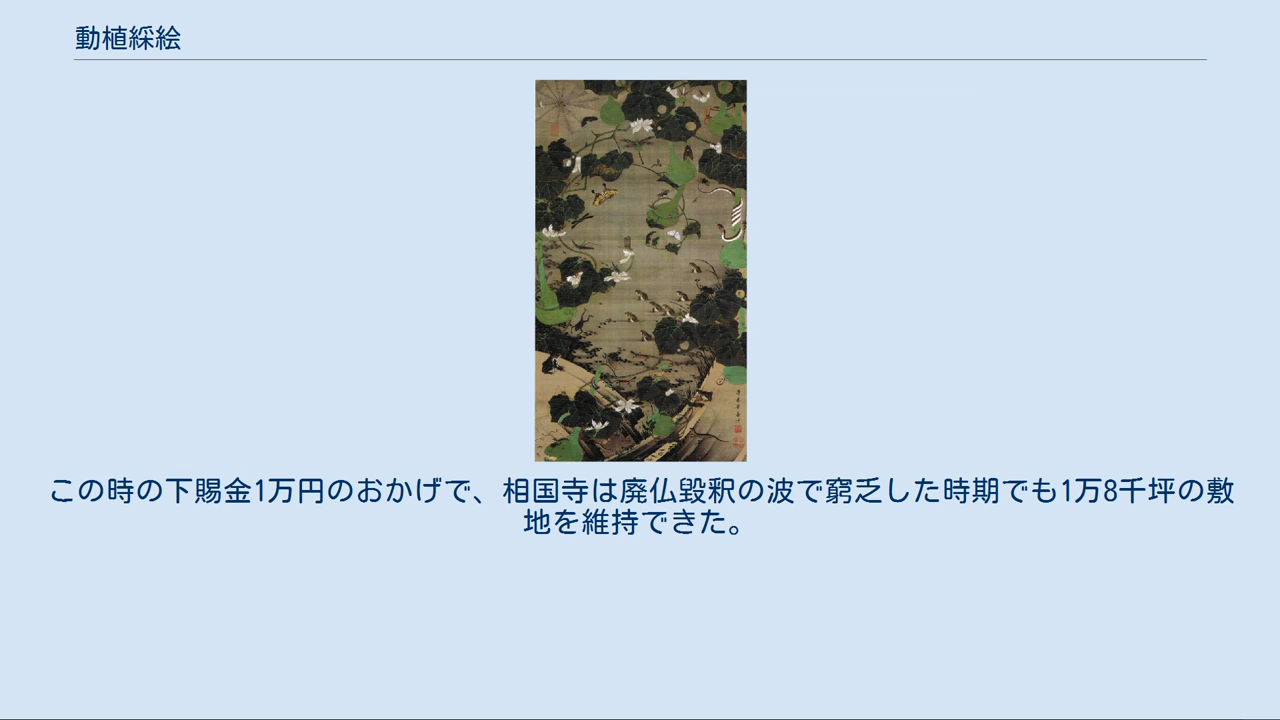 動植綵絵
この時の下賜金1万円のおかげで、相国寺は廃仏毀釈の波で窮乏した時期でも1万8千坪の敷
地を維持できた。